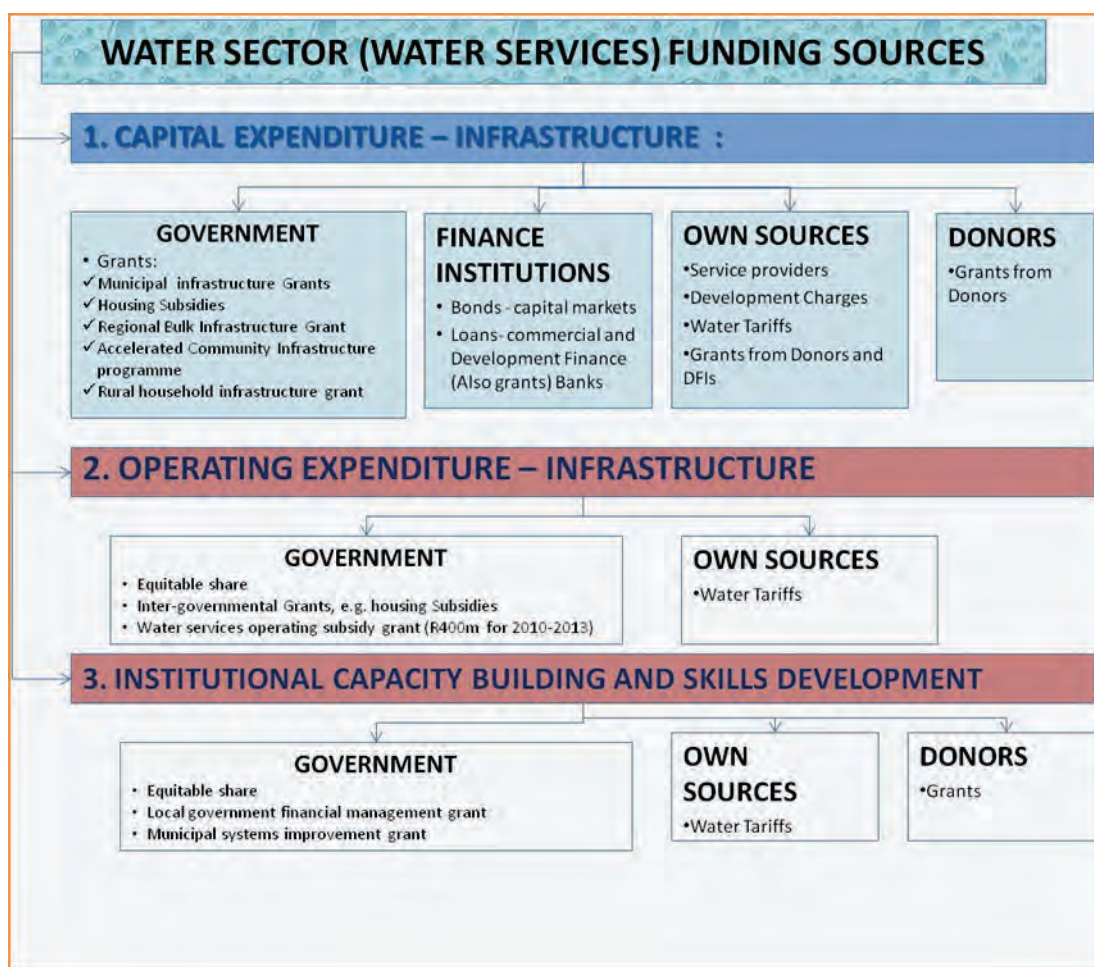 WATER SECTOR (WATER SERVICES) FUNDING SOURCES
1. CAPITAL EXPENDITURE – INFRASTRUCTURE :
GOVERNMENT
• Grants:
✓Municipal infrastructure Grants
✓Housing Subsidies
✓Regional Bulk Infrastructure Grant
✓Accelerated Community Infrastructure
programme
✓Rural household infrastructure grant
FINANCE
INSTITUTIONS
• Bonds - capital markets
• Loans- commercial and
Development Finance
(Also grants) Banks
OWN SOURCES
•Service providers
•Development Charges
•Water Tariffs
•Grants from Donors and
DFIs
DONORS
•Grants from
Donors
2. OPERATING EXPENDITURE – INFRASTRUCTURE
GOVERNMENT
• Equitable share
• Inter-governmental Grants, e.g. housing Subsidies
• Water services operating subsidy grant (R400m for 2010-2013)
OWN SOURCES
•Water Tariffs
3. INSTITUTIONAL CAPACITY BUILDING AND SKILLS DEVELOPMENT
GOVERNMENT
• Equitable share
• Local government financial management grant
• Municipal systems improvement grant
OWN
SOURCES
•Water Tariffs
DONORS
•Grants